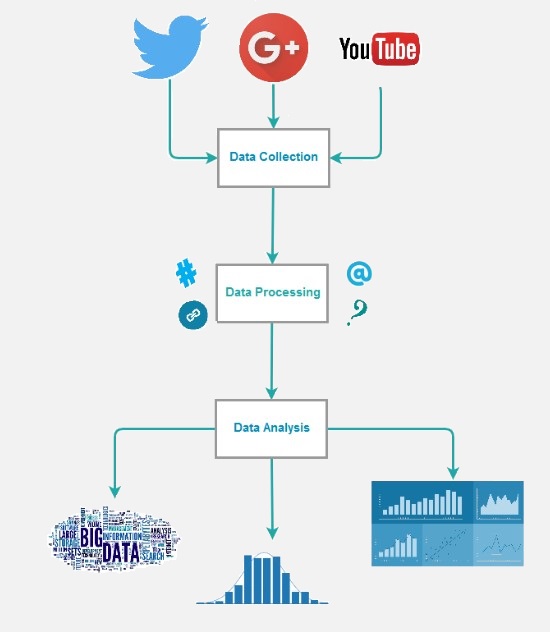 G+
YouTube
Data Collection
#
@
Data Processing
?
Data Analysis
LARGE
STORAGE
BIG
INFORMATION
DATA
SEARCH
ANALYSIS
SETS